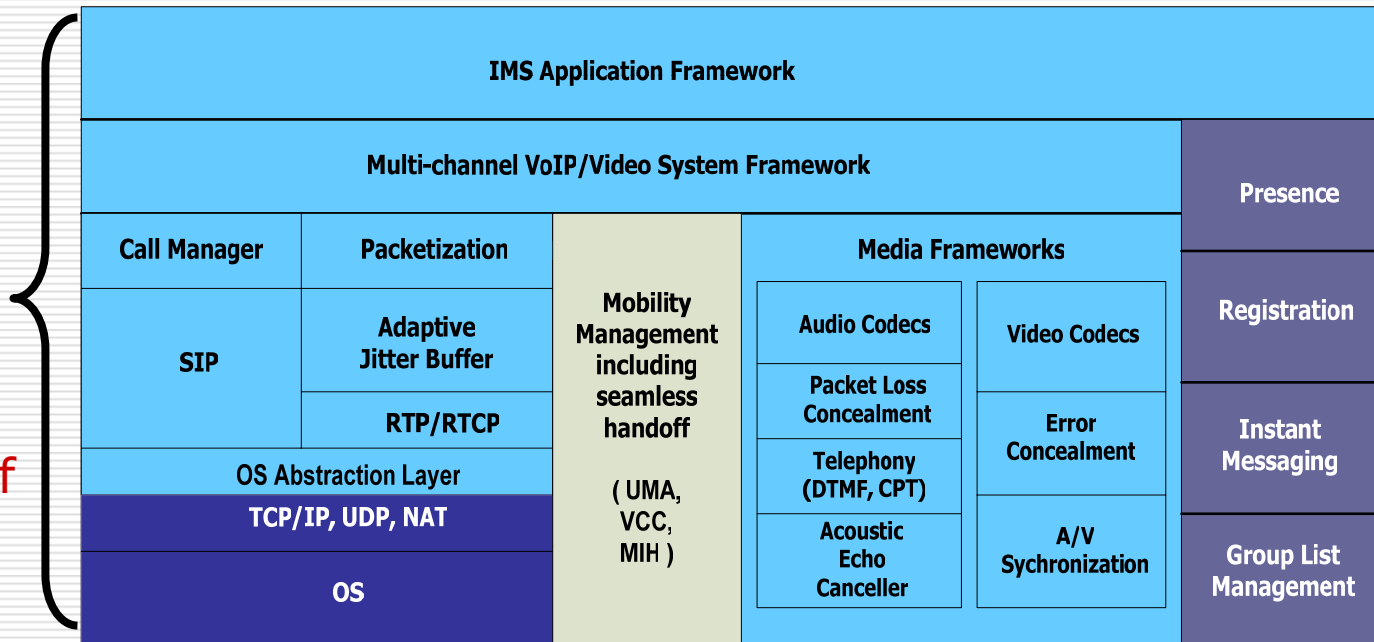 IMS Application Framework
Multi-channel VoIP/Video System Framework
Presence
Call Manager
Packetization
Media Frameworks
Mobility
Management
including
seamless
handoff
( UMA,
VCC,
MIH )
SIP
Adaptive
Jitter Buffer
RTP/RTCP
OS Abstraction Layer
TCP/IP, UDP, NAT
OS
Audio Codecs
Packet Loss
Concealment
Telephony
(DTMF, CPT)
Acoustic
Echo
Canceller
Video Codecs
Error
Concealment
A/V
Sychronization
Registration
Instant
Messaging
Group List
Management
f